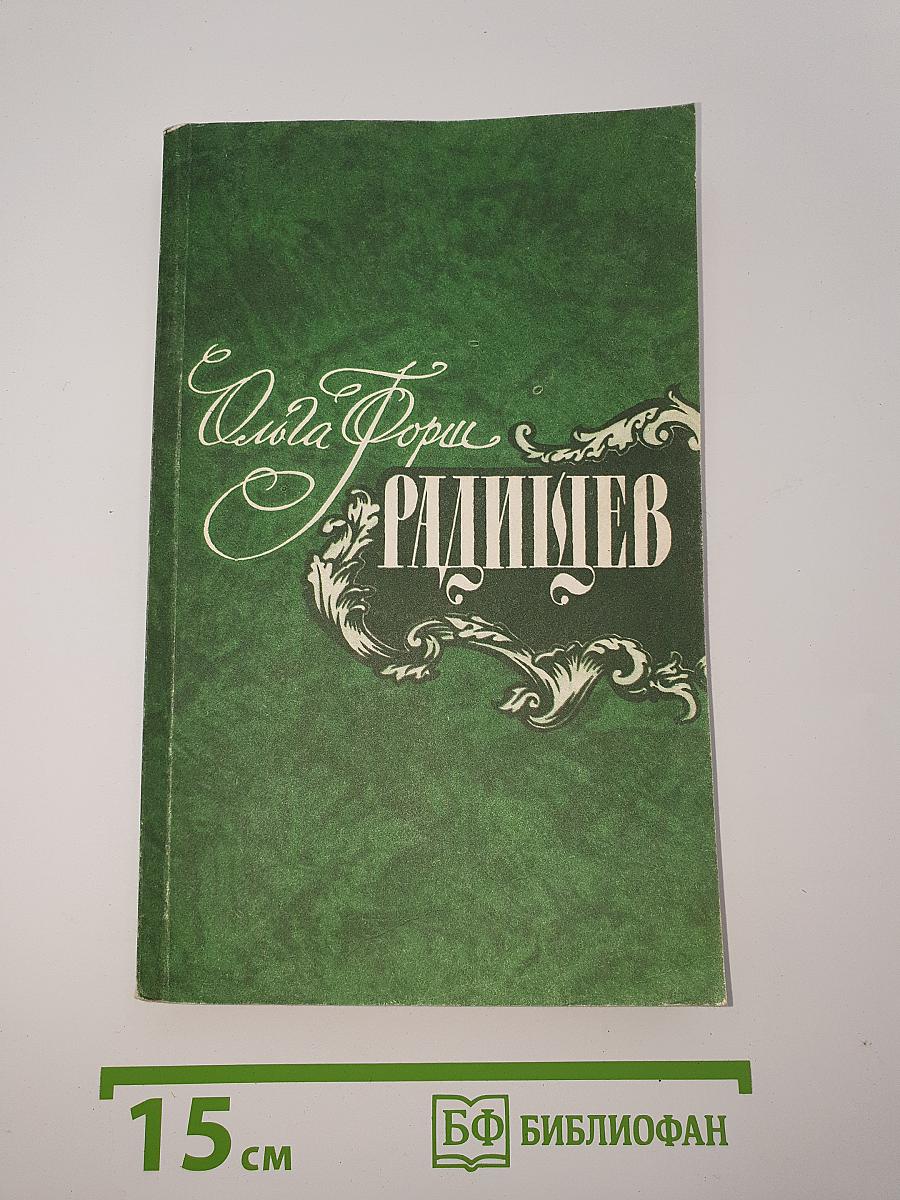 Ольга Форш
РАДИЩЕВ
15 см
БФ БИБЛИОФАН